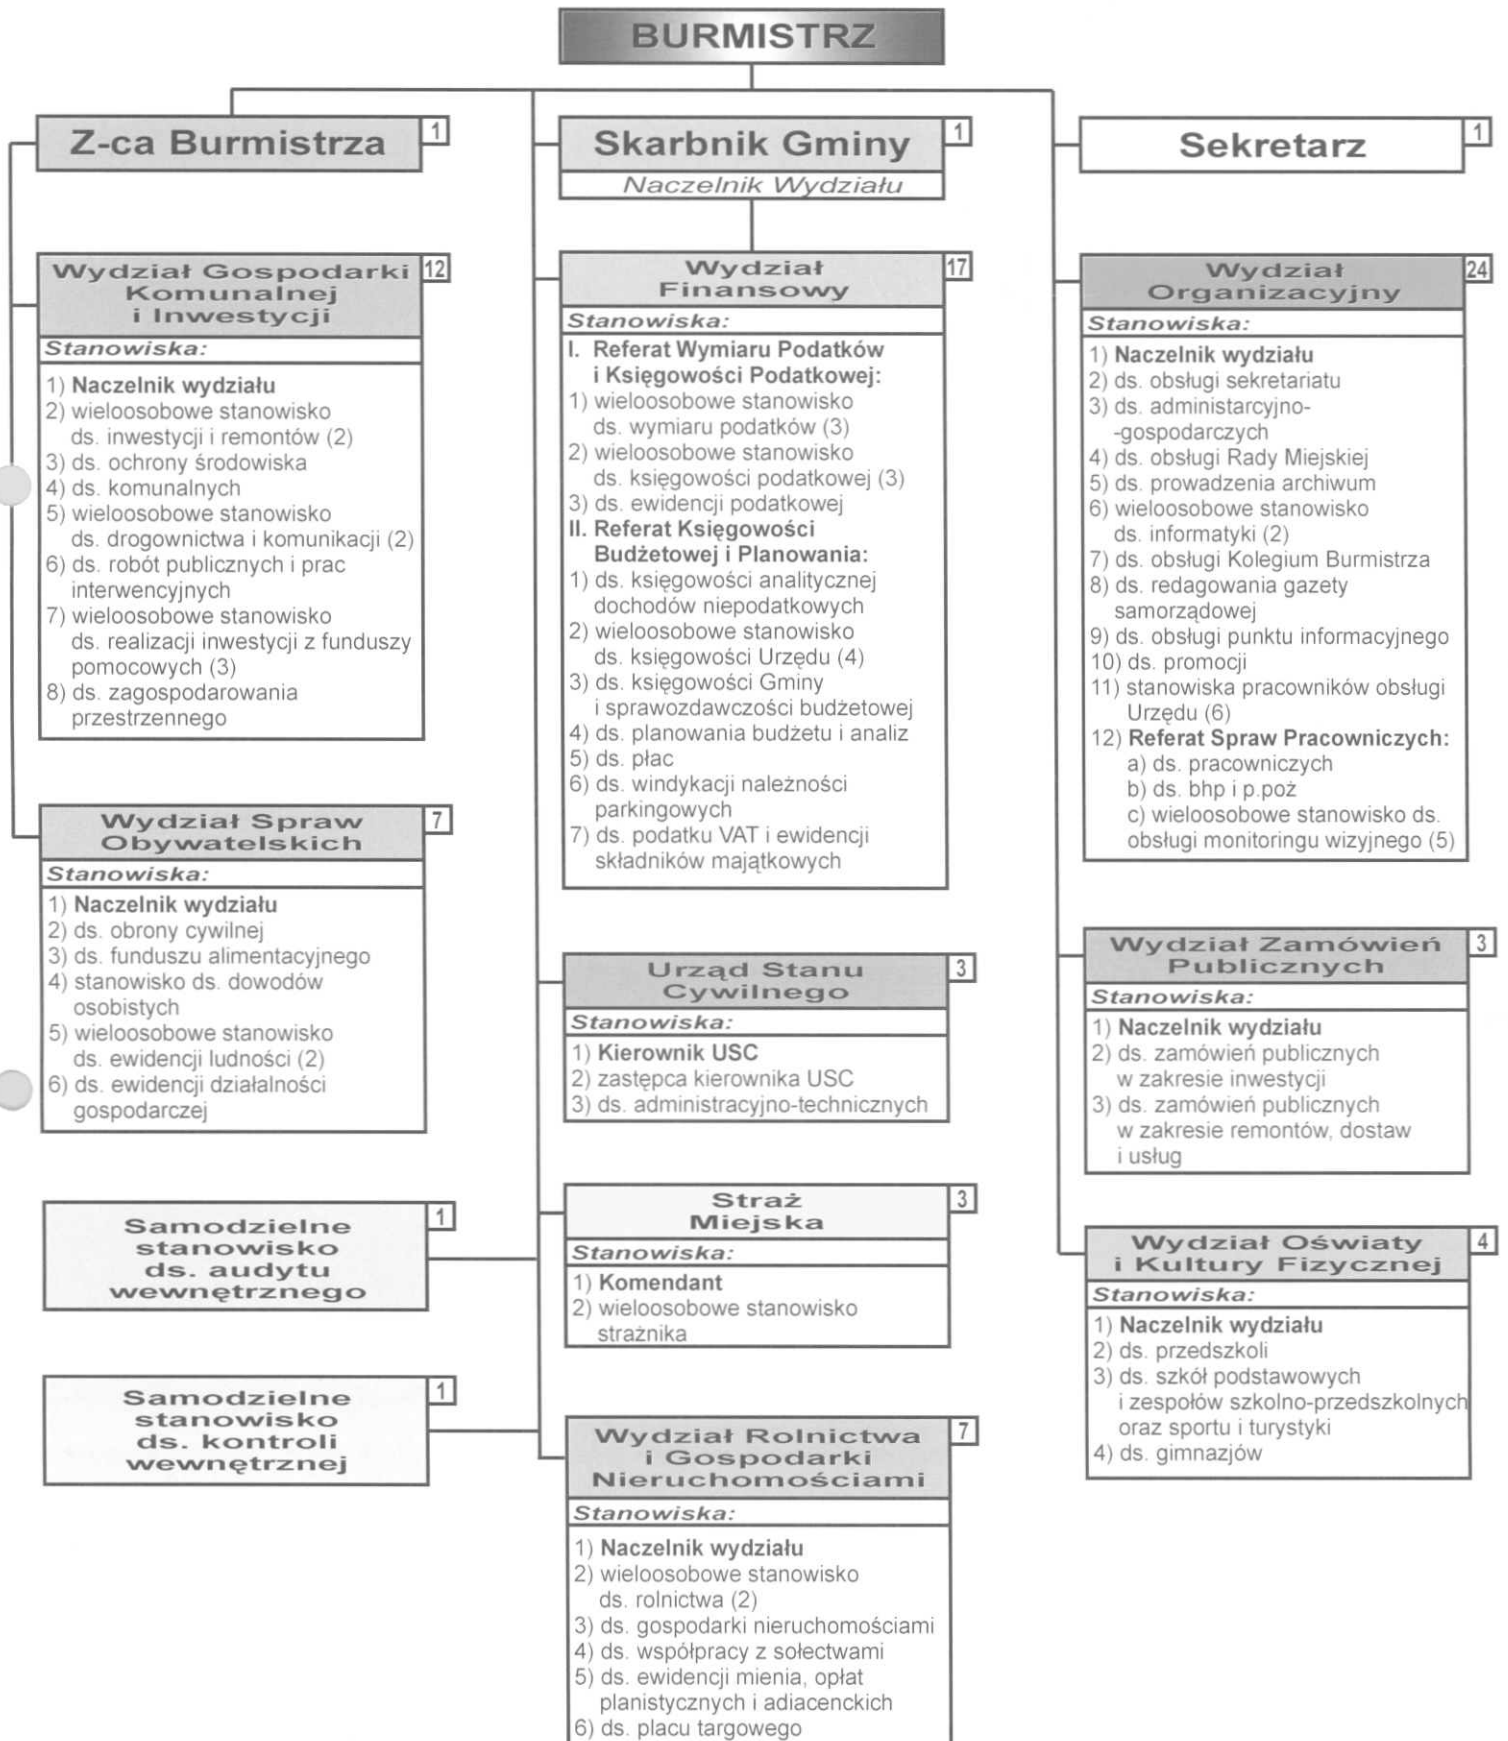 BURMISTRZ
Z-ca Burmistrza
1
Skarbnik Gminy
1
Naczelnik Wydziału
Sekretarz
1
Wydział Gospodarki
Komunalnej
i Inwestycji
12
Stanowiska:
1) Naczelnik wydziału
2) wieloosobowe stanowisko
ds. inwestycji i remontów (2)
3) ds. ochrony środowiska
4) ds. komunalnych
5) wieloosobowe stanowisko
ds. drogownictwa i komunikacji (2)
6) ds. robót publicznych i prac
interwencyjnych
7) wieloosobowe stanowisko
ds. realizacji inwestycji z funduszy
pomocowych (3)
8) ds. zagospodarowania
przestrzennego
Wydział Spraw
Obywatelskich
7
Stanowiska:
1) Naczelnik wydziału
2) ds. obrony cywilnej
3) ds. funduszu alimentacyjnego
4) stanowisko ds. dowodów
osobistych
5) wieloosobowe stanowisko
ds. ewidencji ludności (2)
6) ds. ewidencji działalności
gospodarczej
Samodzielne
stanowisko
ds. audytu
wewnętrznego
1
Samodzielne
stanowisko
ds. kontroli
wewnętrznej
1
Wydział
Finansowy
17
Stanowiska:
I. Referat Wymiaru Podatków
i Księgowości Podatkowej:
1) wieloosobowe stanowisko
ds. wymiaru podatków (3)
2) wieloosobowe stanowisko
ds. księgowości podatkowej (3)
3) ds. ewidencji podatkowej
II. Referat Księgowości
Budżetowej i Planowania:
1) ds. księgowości analitycznej
dochodów niepodatkowych
2) wieloosobowe stanowisko
ds. księgowości Urzędu (4)
3) ds. księgowości Gminy
i sprawozdawczości budżetowej
4) ds. planowania budżetu i analiz
5) ds. płac
6) ds. windykacji należności
parkingowych
7) ds. podatku VAT i ewidencji
składników majątkowych
Urząd Stanu
Cywilnego
3
Stanowiska:
1) Kierownik USC
2) zastępca kierownika USC
3) ds. administracyjno-technicznych
Straż
Miejska
3
Stanowiska:
1) Komendant
2) wieloosobowe stanowisko
strażnika
Wydział Rolnictwa
i Gospodarki
Nieruchomościami
7
Stanowiska:
1) Naczelnik wydziału
2) wieloosobowe stanowisko
ds. rolnictwa (2)
3) ds. gospodarki nieruchomościami
4) ds. współpracy z sołectwami
5) ds. ewidencji mienia, opłat
planistycznych i adiacenckich
6) ds. placu targowego
Wydział
Organizacyjny
24
Stanowiska:
1) Naczelnik wydziału
2) ds. obsługi sekretariatu
3) ds. administarcyjno-
-gospodarczych
4) ds. obsługi Rady Miejskiej
5) ds. prowadzenia archiwum
6) wieloosobowe stanowisko
ds. informatyki (2)
7) ds. obsługi Kolegium Burmistrza
8) ds. redagowania gazety
samorządowej
9) ds. obsługi punktu informacyjnego
10) ds. promocji
11) stanowiska pracowników obsługi
Urzędu (6)
12) Referat Spraw Pracowniczych:
a) ds. pracowniczych
b) ds. bhp i p.poż
c) wieloosobowe stanowisko ds.
obsługi monitoringu wizyjnego (5)
Wydział Zamówień
Publicznych
3
Stanowiska:
1) Naczelnik wydziału
2) ds. zamówień publicznych
w zakresie inwestycji
3) ds. zamówień publicznych
w zakresie remontów, dostaw
i usług
Wydział Oświaty
i Kultury Fizycznej
4
Stanowiska:
1) Naczelnik wydziału
2) ds. przedszkoli
3) ds. szkół podstawowych
i zespołów szkolno-przedszkolnych
oraz sportu i turystyki
4) ds. gimnazjów